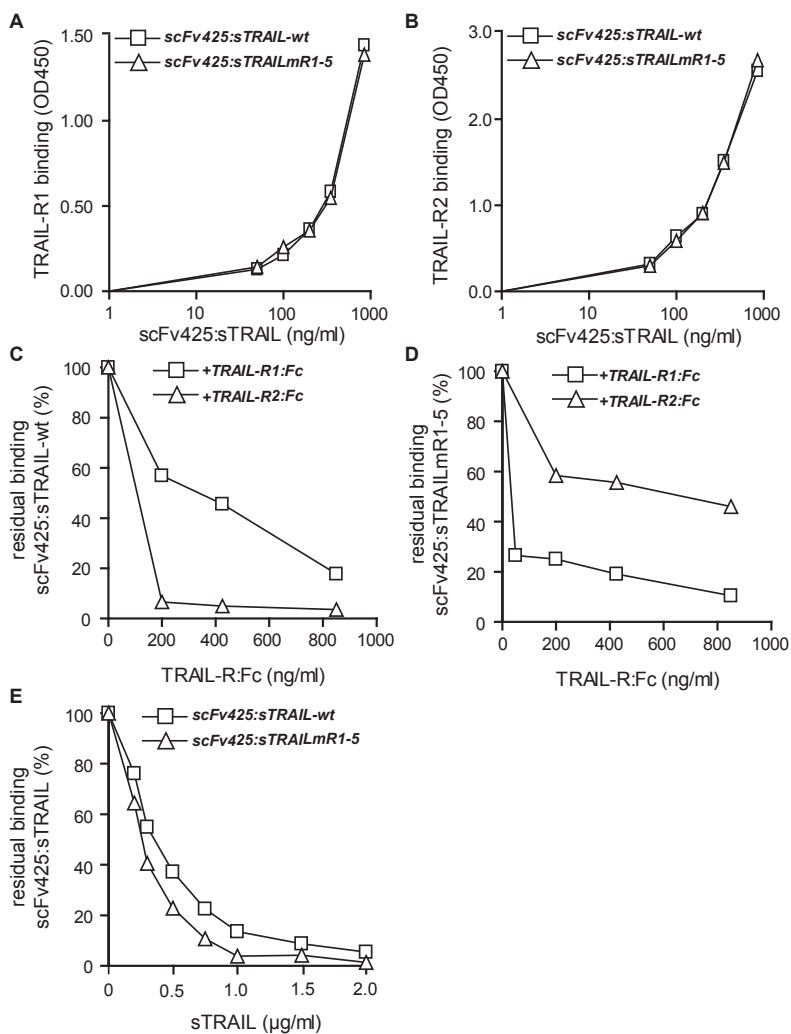 A
1.50
1.00
0.50
0.00
TRAIL-R1 binding (OD450)
scFv425:sTRAIL-wt
scFv425:sTRAILmR1-5
1
10
100
1000
scFv425:sTRAIL (ng/ml)
B
3.0
2.0
1.0
0.0
TRAIL-R2 binding (OD450)
scFv425:sTRAIL-wt
scFv425:sTRAILmR1-5
1
10
100
1000
scFv425:sTRAIL (ng/ml)
C
100
80
60
40
20
0
residual binding
scFv425:sTRAIL-wt (%)
+TRAIL-R1:Fc
+TRAIL-R2:Fc
0
200
400
600
800
1000
TRAIL-R:Fc (ng/ml)
D
100
80
60
40
20
0
residual binding
scFv425:sTRAILmR1-5 (%)
+TRAIL-R1:Fc
+TRAIL-R2:Fc
0
200
400
600
800
1000
TRAIL-R:Fc (ng/ml)
E
100
80
60
40
20
0
residual binding
scFv425:sTRAIL (%)
scFv425:sTRAIL-wt
scFv425:sTRAILmR1-5
0
0.5
1.0
1.5
2.0
sTRAIL (µg/ml)